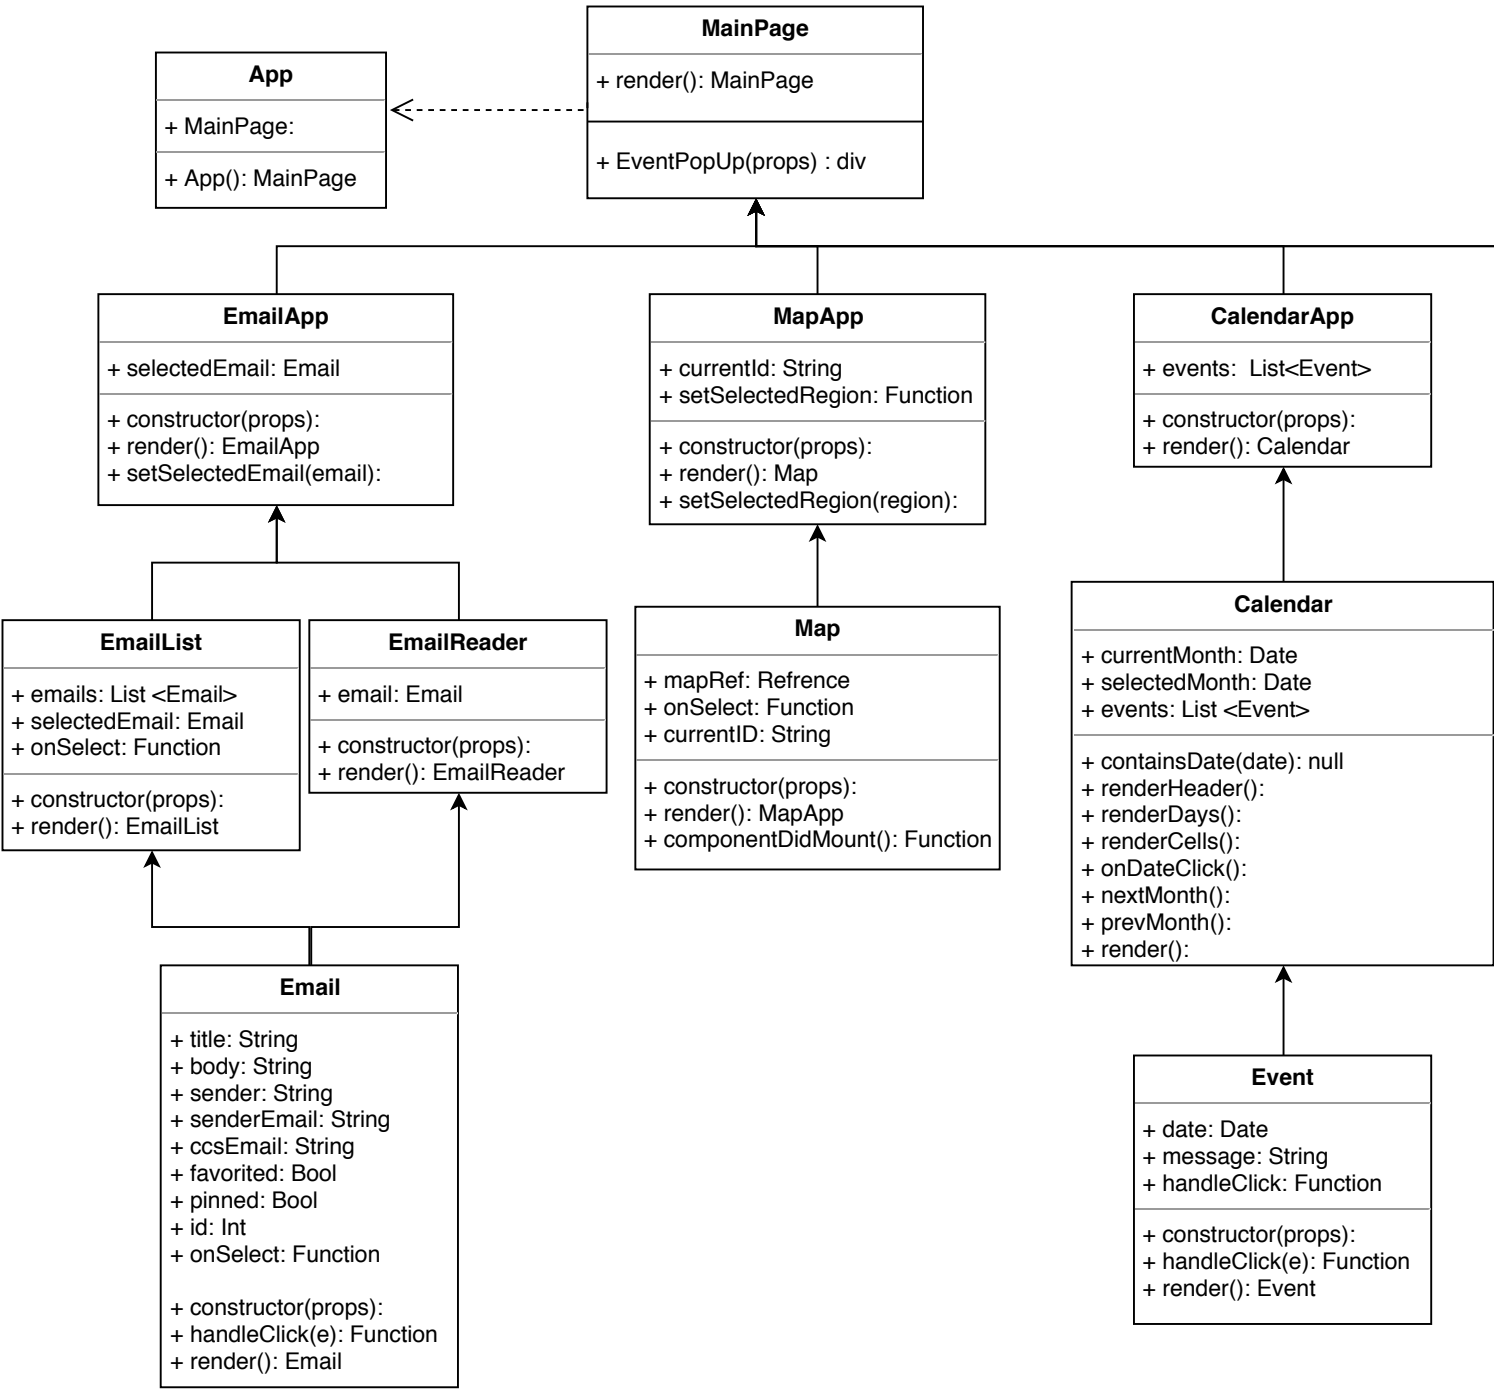 MainPage
+ render(): MainPage
+ EventPopUp(props) : div
App
+ MainPage:
+ App(): MainPage
EmailApp
+ selectedEmail: Email
+ constructor(props):
+ render(): EmailApp
+ setSelectedEmail(email):
MapApp
+ currentId: String
+ setSelectedRegion: Function
+ constructor(props):
+ render(): Map
+ setSelectedRegion(region):
CalendarApp
+ events:  List<Event>
+ constructor(props):
+ render(): Calendar
EmailList
+ emails: List <Email>
+ selectedEmail: Email
+ onSelect: Function
+ constructor(props):
+ render(): EmailList
EmailReader
+ email: Email
+ constructor(props):
+ render(): EmailReader
Map
+ mapRef: Refrence
+ onSelect: Function
+ currentID: String
+ constructor(props):
+ render(): MapApp
+ componentDidMount(): Function
Calendar
+ currentMonth: Date
+ selectedMonth: Date
+ events: List <Event>
+ containsDate(date): null
+ renderHeader():
+ renderDays():
+ renderCells():
+ onDateClick():
+ nextMonth():
+ prevMonth():
+ render():
Email
+ title: String
+ body: String
+ sender: String
+ senderEmail: String
+ ccsEmail: String
+ favorited: Bool
+ pinned: Bool
+ id: Int
+ onSelect: Function
+ constructor(props):
+ handleClick(e): Function
+ render(): Email
Event
+ date: Date
+ message: String
+ handleClick: Function
+ constructor(props):
+ handleClick(e): Function
+ render(): Event